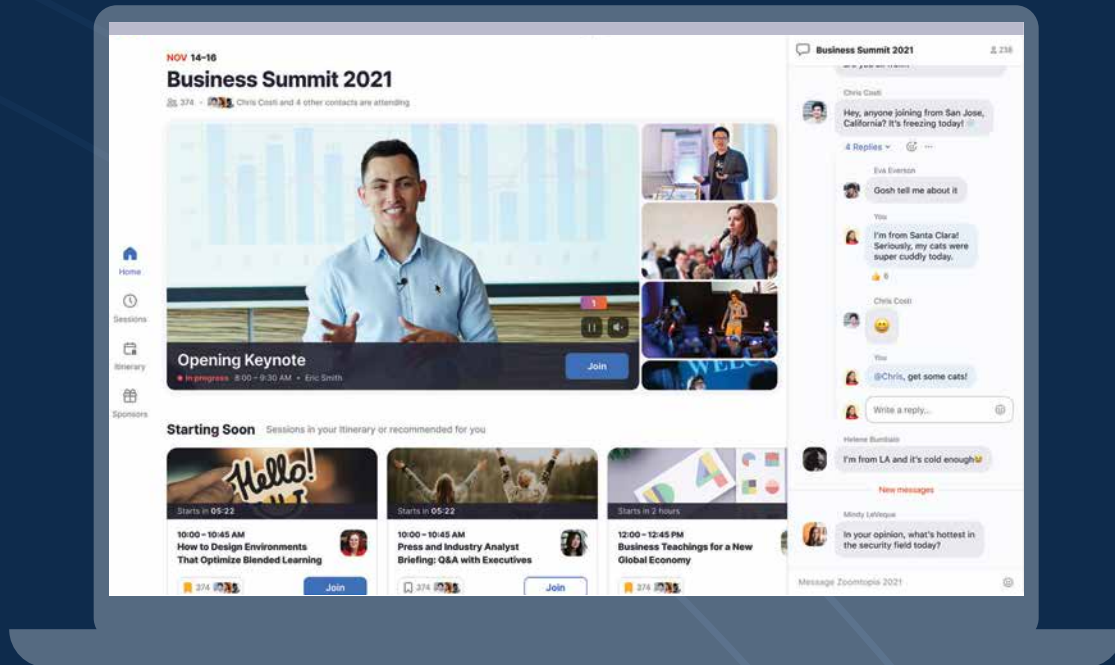 NOV 14–16
Business Summit 2021
374 • Chris Costi and 4 other contacts are attending
Home
Sessions
Itinerary
Sponsors
1
Opening Keynote
In progress 8:00 – 9:30 AM • Eric Smith
Join
WELCO
Starting Soon Sessions in your Itinerary or recommended for you
Hello!
Starts in 05:22
10:00 – 10:45 AM
How to Design Environments
That Optimize Blended Learning
374
Join
Starts in 05:22
10:00 – 10:45 AM
Press and Industry Analyst
Briefing: Q&A with Executives
374
Join
Starts in 2 hours
12:00 – 12:45 PM
Business Teachings for a New
Global Economy
374
Business Summit 2021
236
Chris Costi
Hey, anyone joining from San Jose,
California? It's freezing today!
4 Replies
Eva Everson
Gosh tell me about it
You
I'm from Santa Clara!
Seriously, my cats were
super cuddly today.
6
Chris Costi
You
@Chris, get some cats!
Write a reply...
Helene
I'm from LA and it's cold enough
New messages
Mindy LeVeque
In your opinion, what's hottest in
the security field today?
Message Zoomtopia 2021